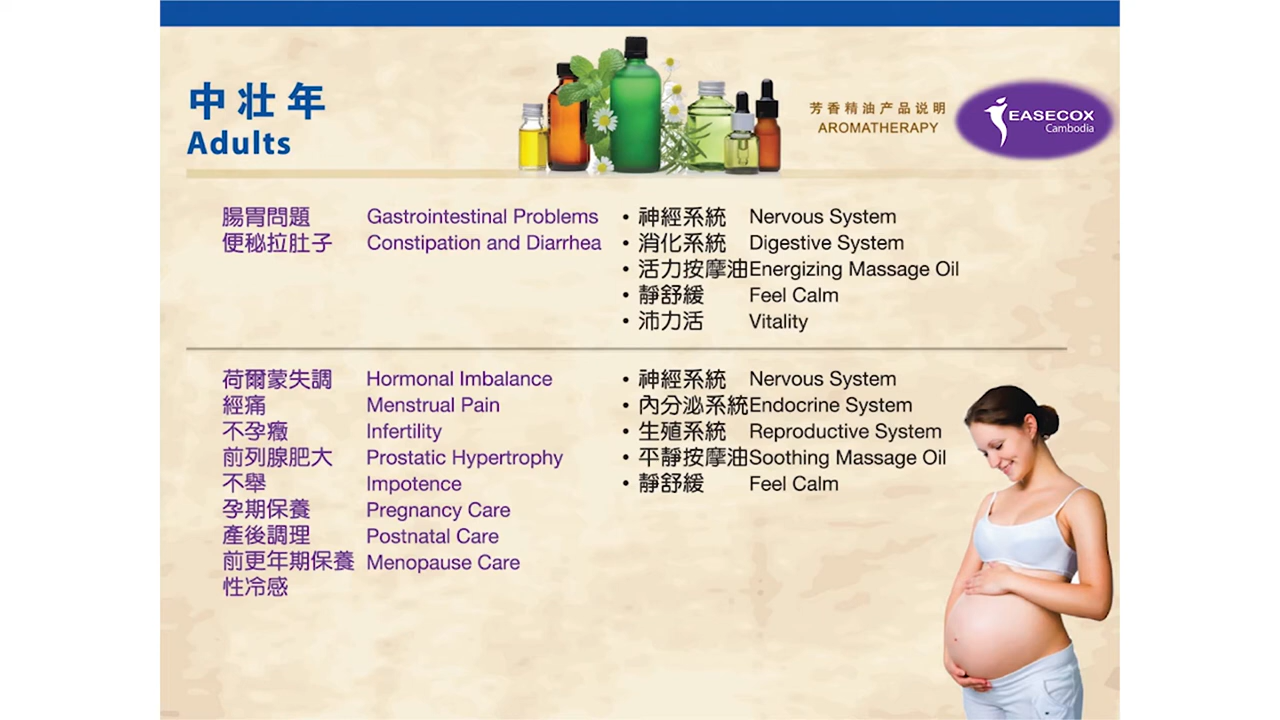 中壮年
Adults
芳香精油产品说明
AROMATHERAPY
EASECOX
Cambodia
腸胃問題 Gastrointestinal Problems
便秘拉肚子 Constipation and Diarrhea
• 神經系統 Nervous System
• 消化系統 Digestive System
• 活力按摩油 Energizing Massage Oil
• 靜舒緩 Feel Calm
• 沛力活 Vitality
荷爾蒙失調 Hormonal Imbalance
經痛 Menstrual Pain
不孕癥 Infertility
前列腺肥大 Prostatic Hypertrophy
不舉 Impotence
孕期保養 Pregnancy Care
產後調理 Postnatal Care
前更年期保養 Menopause Care
性冷感
• 神經系統 Nervous System
• 內分泌系統 Endocrine System
• 生殖系統 Reproductive System
• 平靜按摩油 Soothing Massage Oil
• 靜舒緩 Feel Calm